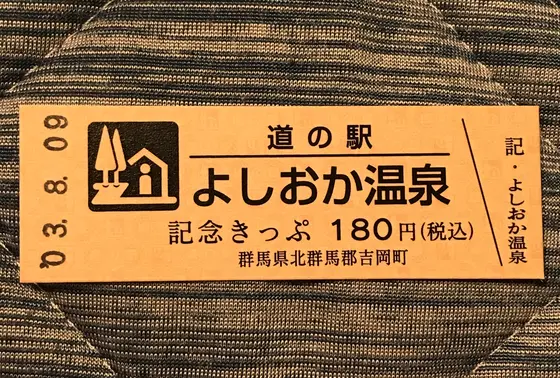 03.8.09
道の駅
よしおか温泉
記念きっぷ 180円(税込)
群馬県北群馬郡吉岡町
記・よしおか温泉